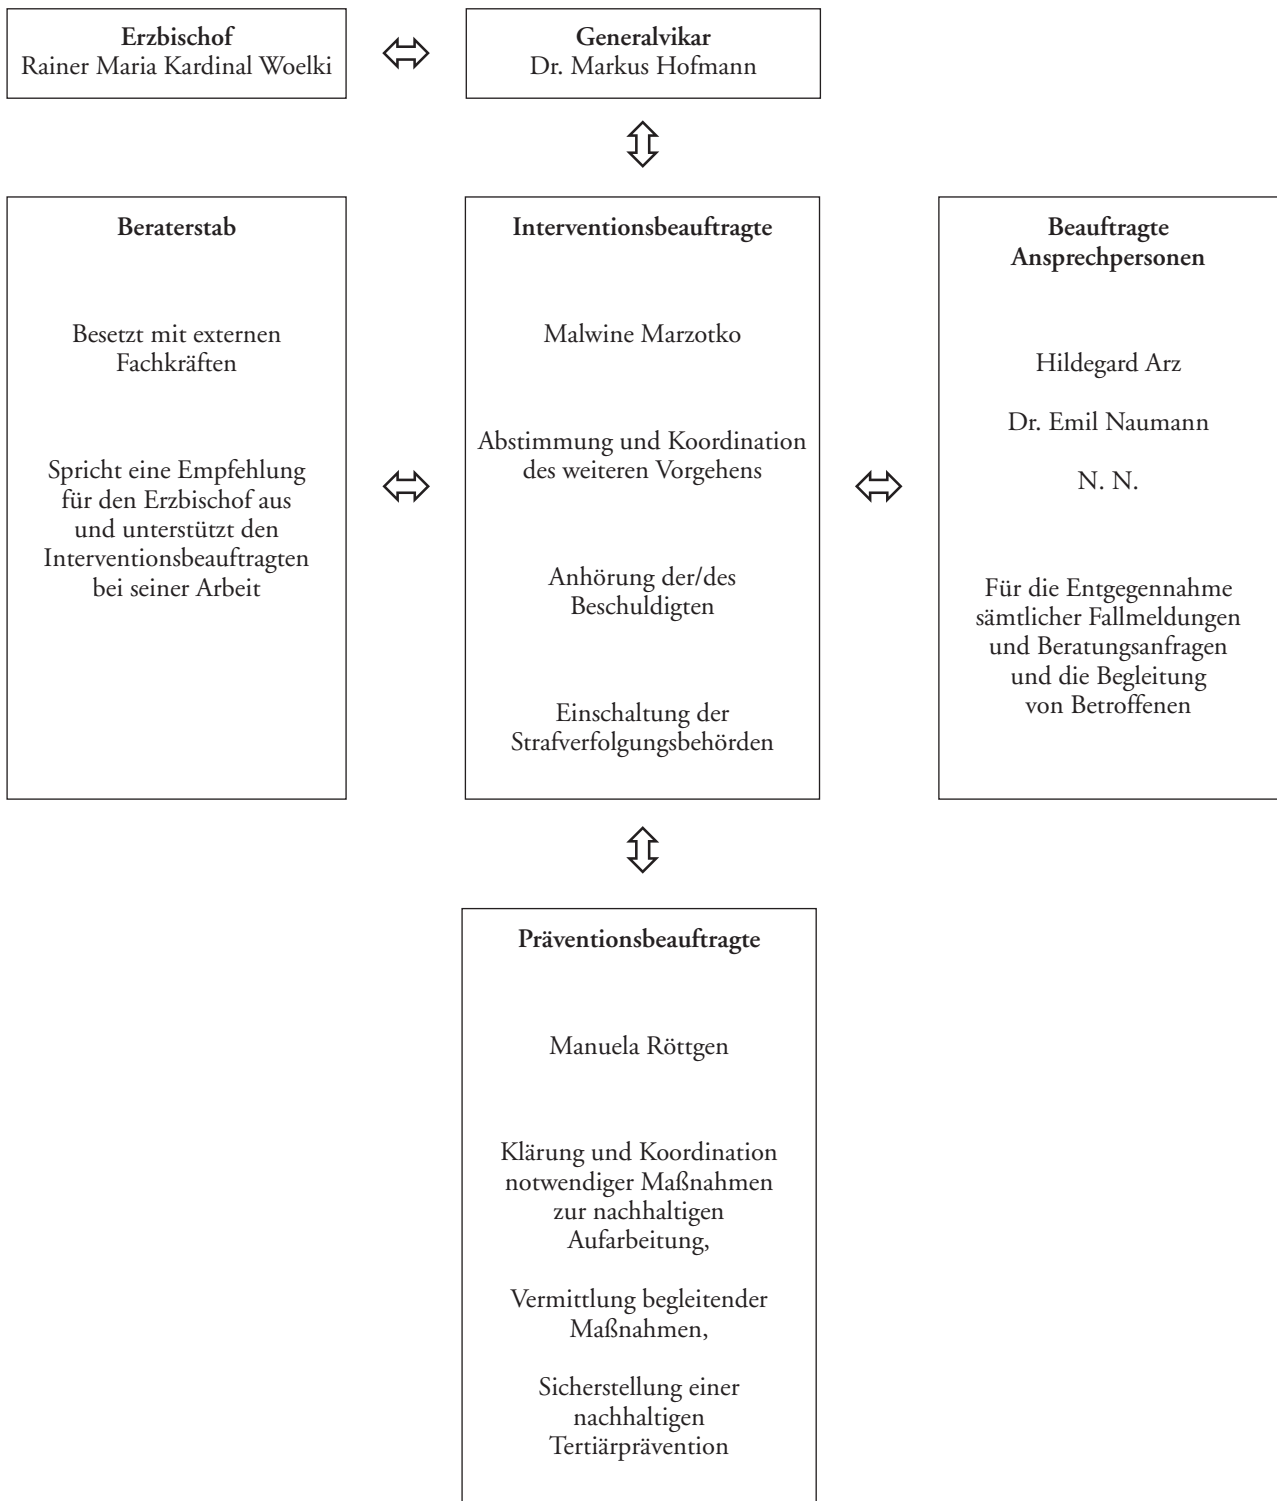 Erzbischof
Rainer Maria Kardinal Woelki
Generalvikar
Dr. Markus Hofmann
Beraterstab
Besetzt mit externen
Fachkräften
Spricht eine Empfehlung
für den Erzbischof aus
und unterstützt den
Interventionsbeauftragten
bei seiner Arbeit
Interventionsbeauftragte
Malwine Marzotko
Abstimmung und Koordination
des weiteren Vorgehens
Anhörung der/des
Beschuldigten
Einschaltung der
Strafverfolgungsbehörden
Beauftragte
Ansprechpersonen
Hildegard Arz
Dr. Emil Naumann
N. N.
Für die Entgegennahme
sämtlicher Fallmeldungen
und Beratungsanfragen
und die Begleitung
von Betroffenen
Präventionsbeauftragte
Manuela Röttgen
Klärung und Koordination
notwendiger Maßnahmen
zur nachhaltigen
Aufarbeitung,
Vermittlung begleitender
Maßnahmen,
Sicherstellung einer
nachhaltigen
Tertiärprävention